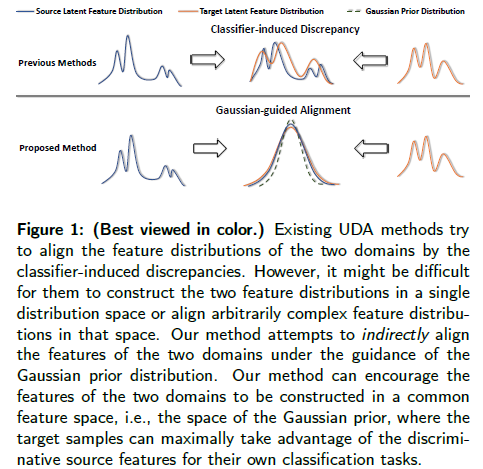 Source Latent Feature Distribution Target Latent Feature Distribution Gaussian Prior Distribution
Classifier-induced Discrepancy
Previous Methods
Gaussian-guided Alignment
Proposed Method
Figure 1: (Best viewed in color.) Existing UDA methods try
to align the feature distributions of the two domains by the
classifier-induced discrepancies. However, it might be difficult
for them to construct the two feature distributions in a single
distribution space or align arbitrarily complex feature distribu-
tions in that space. Our method attempts to indirectly align
the features of the two domains under the guidance of the
Gaussian prior distribution. Our method can encourage the
features of the two domains to be constructed in a common
feature space, i.e., the space of the Gaussian prior, where the
target samples can maximally take advantage of the discrimi-
native source features for their own classification tasks.